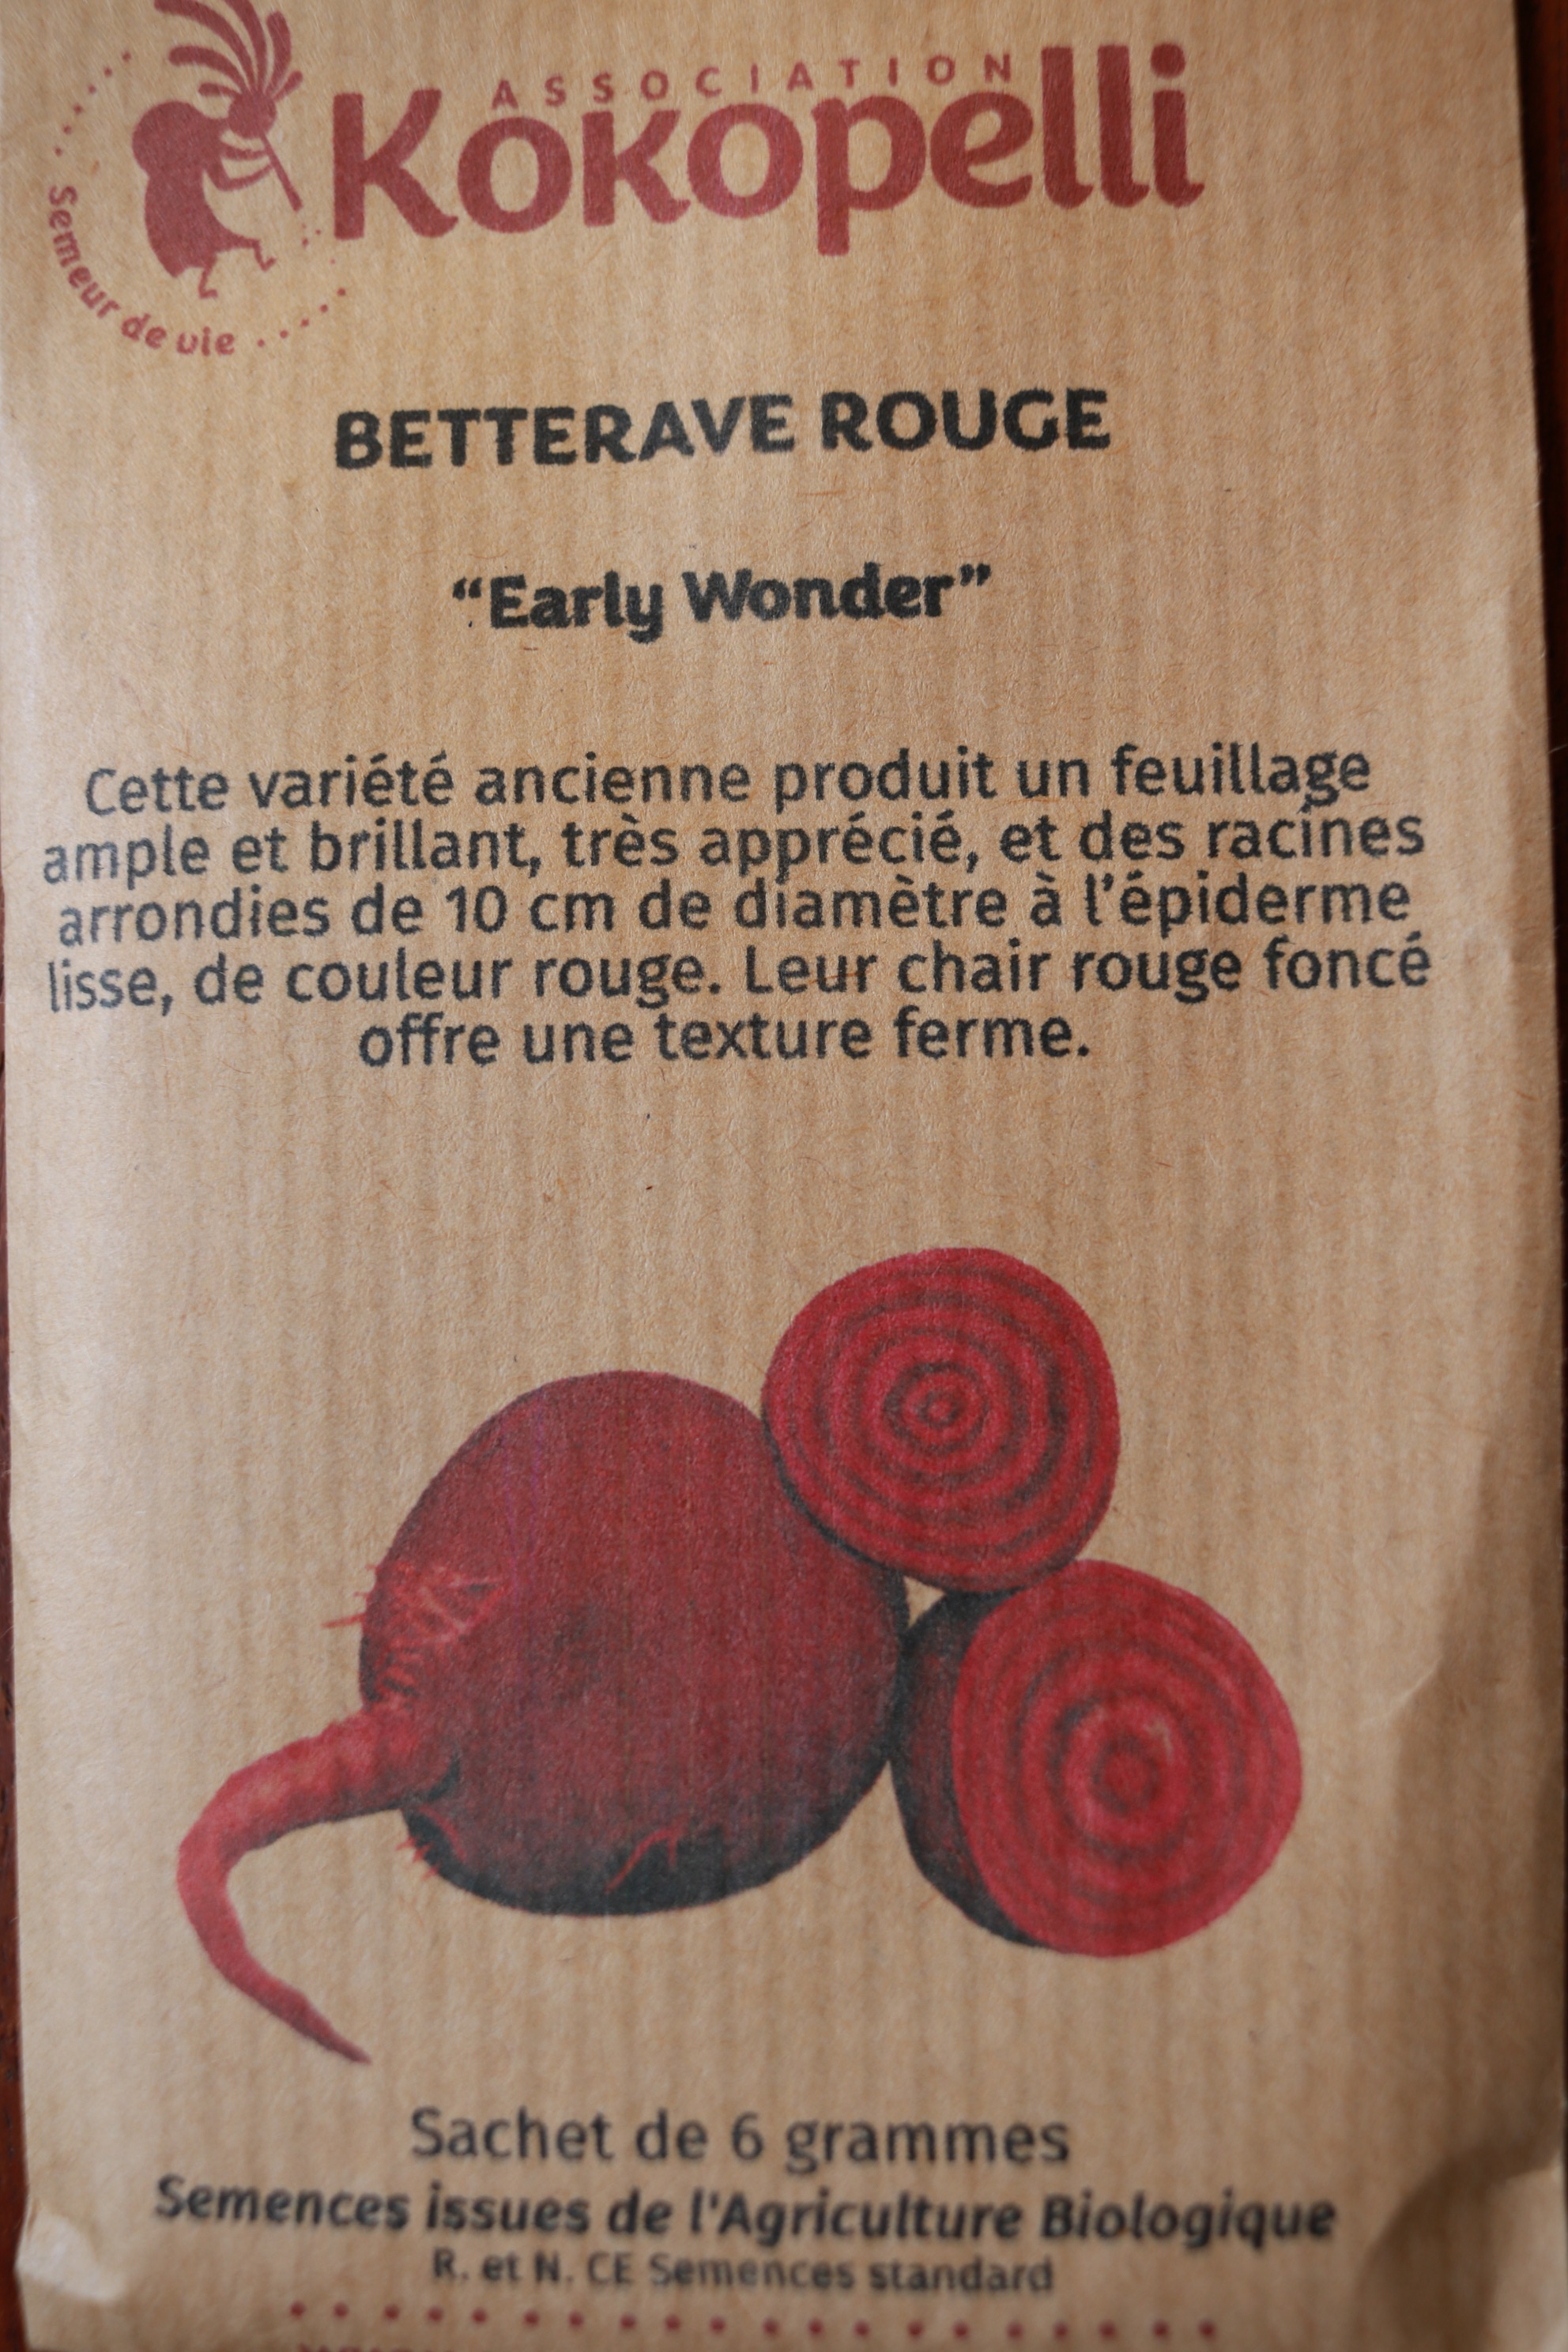 ASSOCIATION
Kokopelli
Semeur de vie
BETTERAVE ROUGE
“Early Wonder”
Cette variété ancienne produit un feuillage
ample et brillant, très apprécié, et des racines
arrondies de 10 cm de diamètre à l’épiderme
lisse, de couleur rouge. Leur chair rouge foncé
offre une texture ferme.
Sachet de 6 grammes
Semences issues de l'Agriculture Biologique
R. et N. CE Semences standard